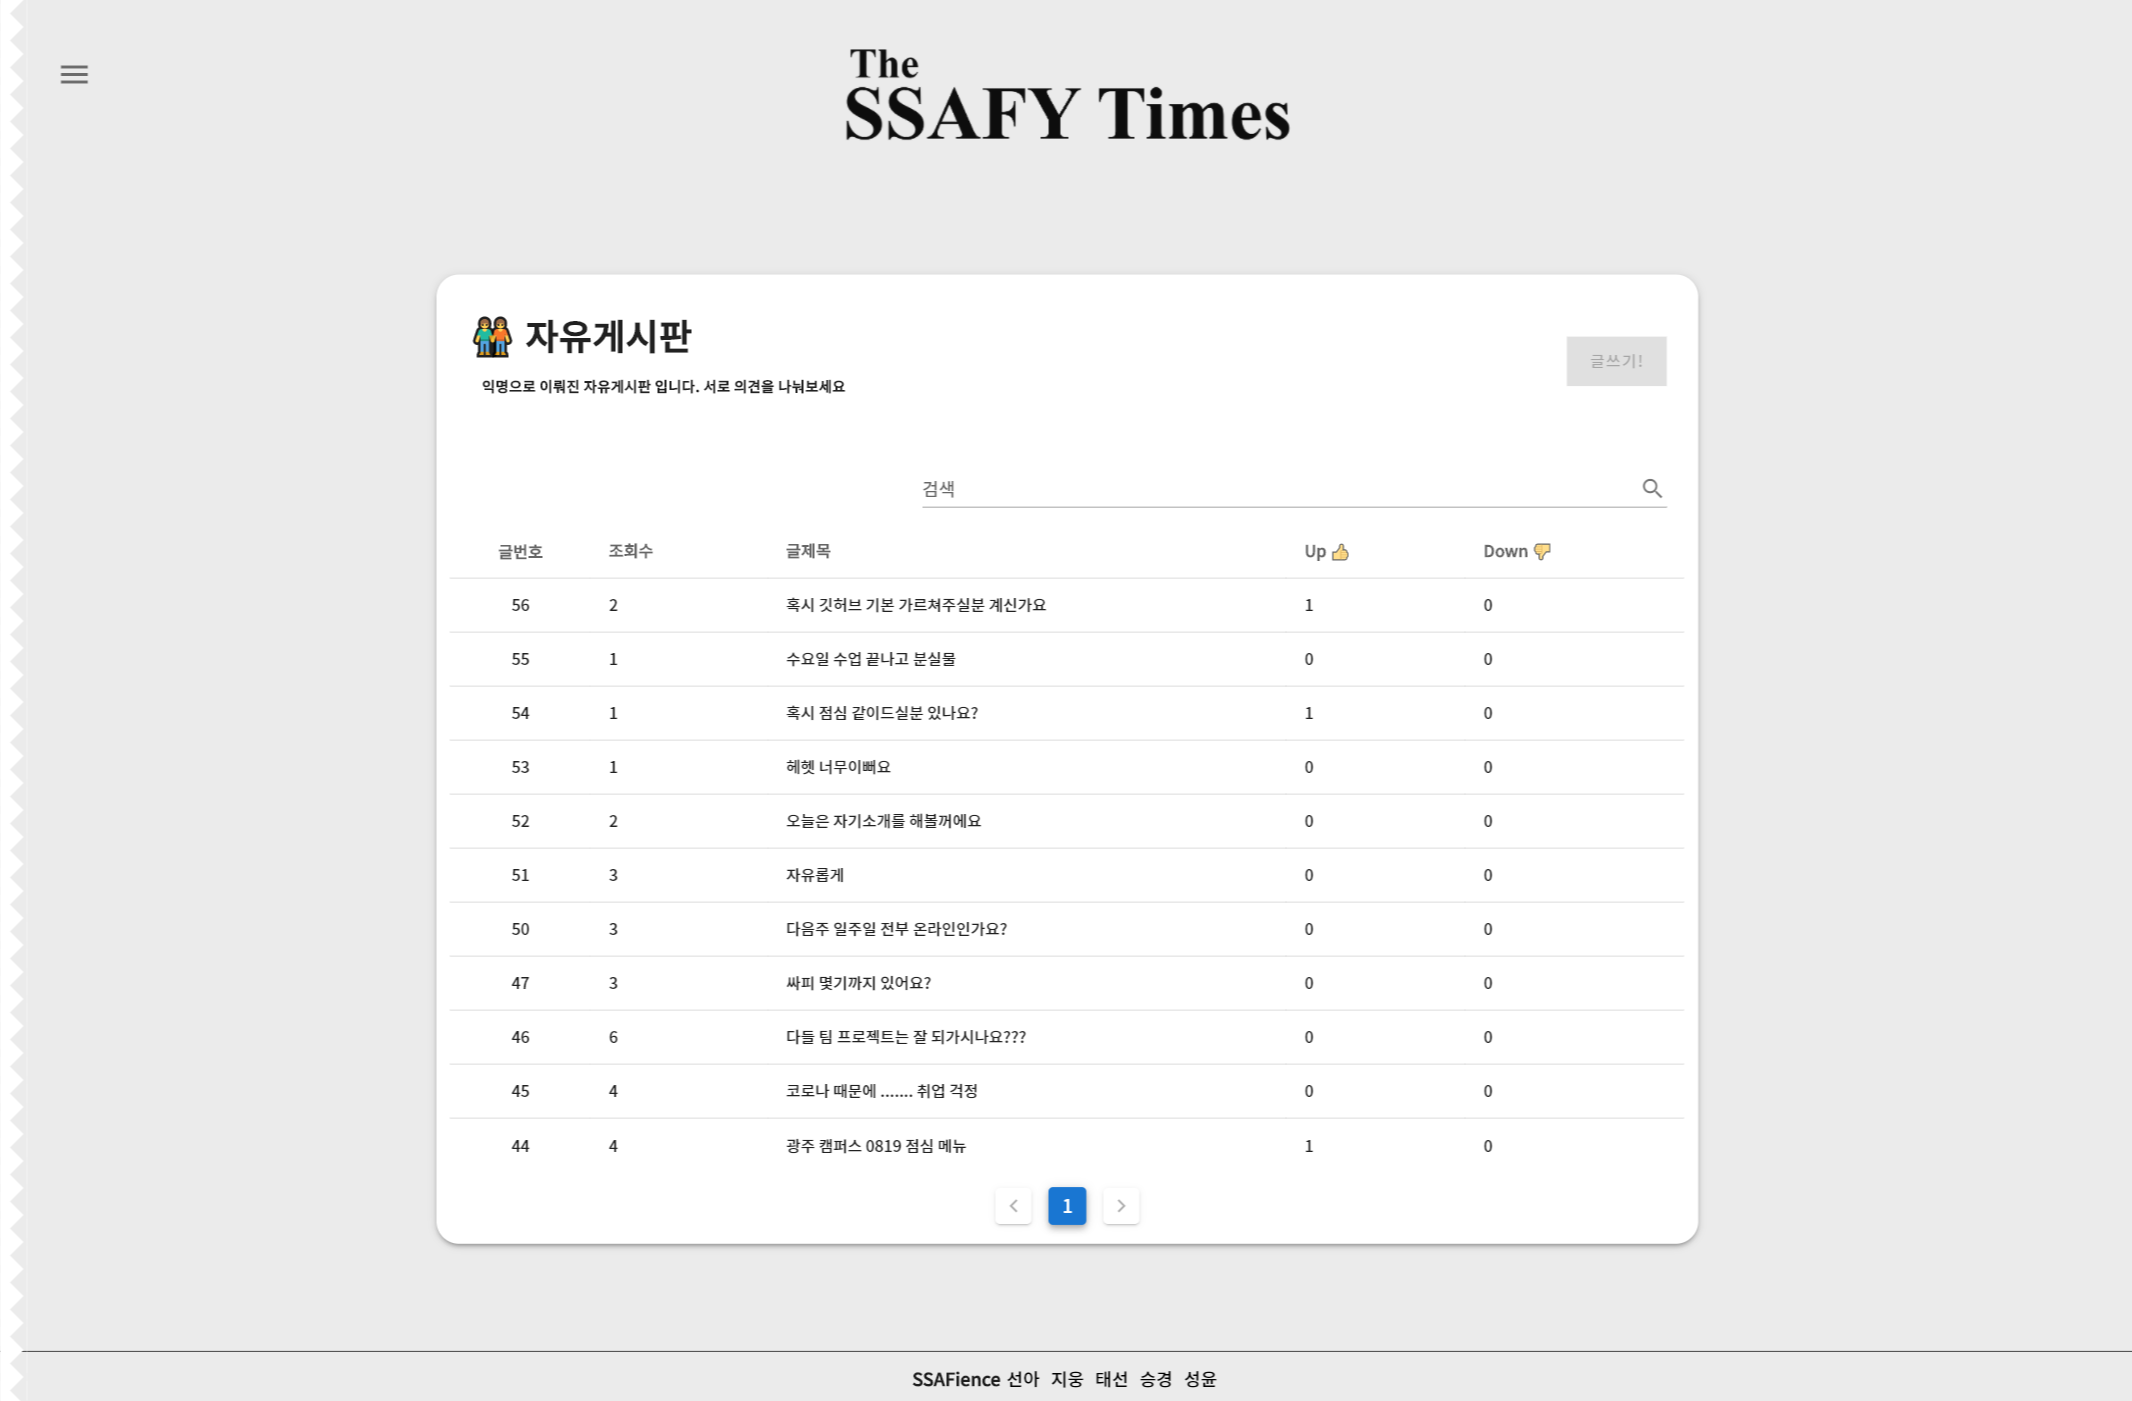 The
SSAFY Times
자유게시판
글쓰기!
익명으로 이뤄진 자유게시판 입니다. 서로 의견을 나눠보세요
검색
글번호 조회수 글제목 Up Down
56 2 혹시 깃허브 기본 가르쳐주실분 계신가요 1 0
55 1 수요일 수업 끝나고 분실물 0 0
54 1 혹시 점심 같이드실분 있나요? 1 0
53 1 헤헷 너무이뻐요 0 0
52 2 오늘은 자기소개를 해볼꺼에요 0 0
51 3 자유롭게 0 0
50 3 다음주 일주일 전부 온라인인가요? 0 0
47 3 싸피 몇기까지 있어요? 0 0
46 6 다들 팀 프로젝트는 잘 되가시나요??? 0 0
45 4 코로나 때문에 ....... 취업 걱정 0 0
44 4 광주 캠퍼스 0819 점심 메뉴 1 0
1
SSAFience 선아 지웅 태선 승경 성윤